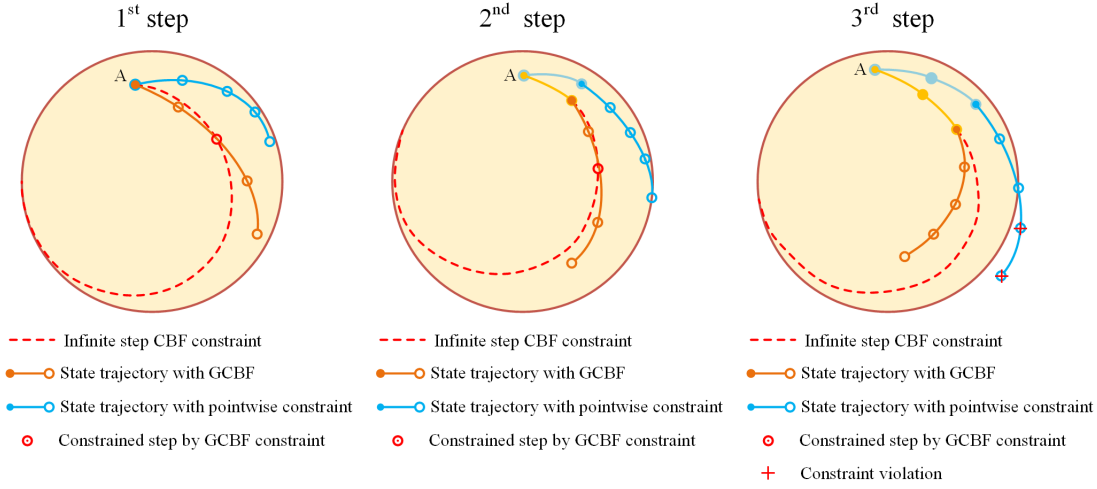 1st step
2nd step
3rd step
A
A
A
Infinite step CBF constraint
State trajectory with GCBF
State trajectory with pointwise constraint
Constrained step by GCBF constraint
Infinite step CBF constraint
State trajectory with GCBF
State trajectory with pointwise constraint
Constrained step by GCBF constraint
Infinite step CBF constraint
State trajectory with GCBF
State trajectory with pointwise constraint
Constrained step by GCBF constraint
Constraint violation